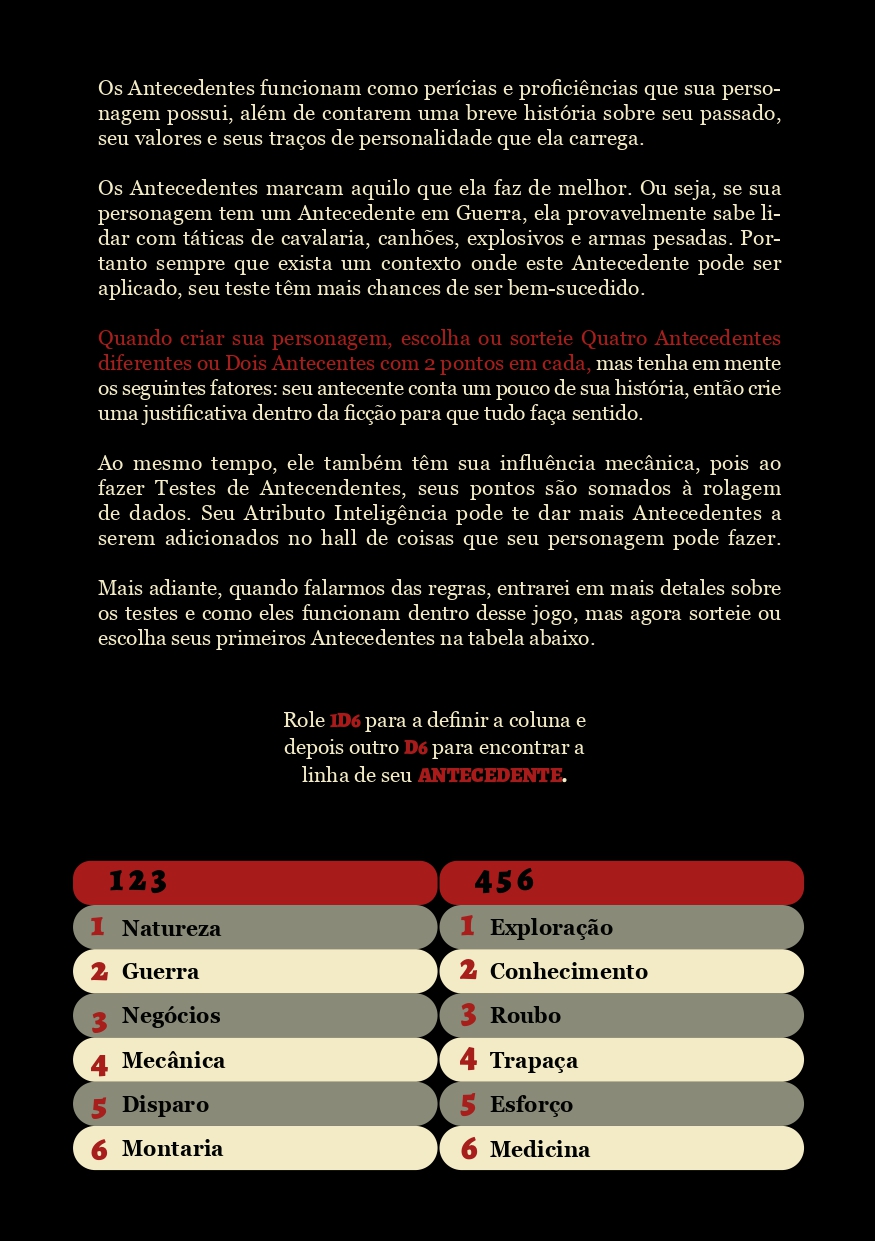 Os Antecedentes funcionam como perícias e proficiências que sua perso-
nagem possui, além de contarem uma breve história sobre seu passado,
seu valores e seus traços de personalidade que ela carrega.
Os Antecedentes marcam aquilo que ela faz de melhor. Ou seja, se sua
personagem tem um Antecedente em Guerra, ela provavelmente sabe li-
dar com táticas de cavalaria, canhões, explosivos e armas pesadas. Por-
tanto sempre que exista um contexto onde este Antecedente pode ser
aplicado, seu teste têm mais chances de ser bem-sucedido.
Quando criar sua personagem, escolha ou sorteie Quatro Antecedentes
diferentes ou Dois Antecentes com 2 pontos em cada, mas tenha em mente
os seguintes fatores: seu antecente conta um pouco de sua história, então crie
uma justificativa dentro da ficção para que tudo faça sentido.
Ao mesmo tempo, ele também têm sua influência mecânica, pois ao
fazer Testes de Antecendentes, seus pontos são somados à rolagem
de dados. Seu Atributo Inteligência pode te dar mais Antecedentes a
serem adicionados no hall de coisas que seu personagem pode fazer.
Mais adiante, quando falarmos das regras, entrarei em mais detales sobre
os testes e como eles funcionam dentro desse jogo, mas agora sorteie ou
escolha seus primeiros Antecedentes na tabela abaixo.
Role 1D6 para a definir a coluna e
depois outro D6 para encontrar a
linha de seu ANTECEDENTE.
123
1 Natureza
2 Guerra
3 Negócios
4 Mecânica
5 Disparo
6 Montaria
456
1 Exploração
2 Conhecimento
3 Roubo
4 Trapaça
5 Esforço
6 Medicina